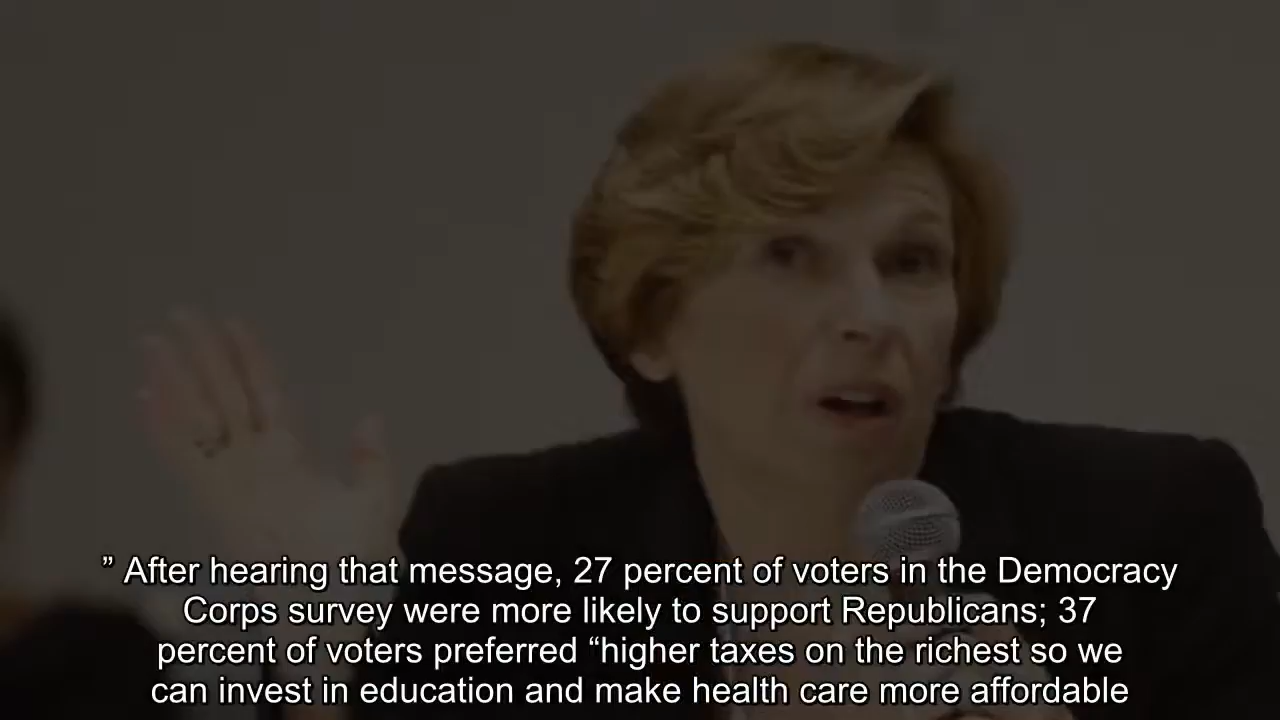 ” After hearing that message, 27 percent of voters in the Democracy
Corps survey were more likely to support Republicans; 37
percent of voters preferred “higher taxes on the richest so we
can invest in education and make health care more affordable